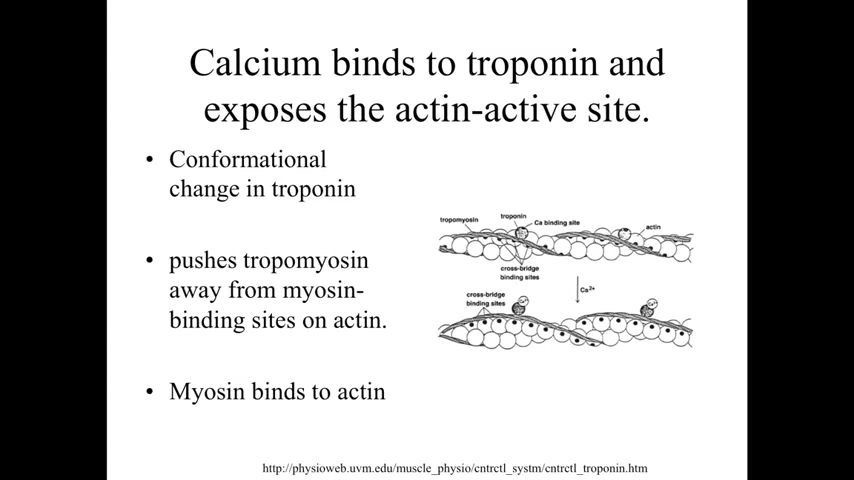 Calcium binds to troponin and
exposes the actin-active site.
• Conformational
change in troponin
• pushes tropomyosin
away from myosin-
binding sites on actin.
• Myosin binds to actin
tropomyosin
troponin
Ca binding site
actin
cross-bridge
binding sites
Ca2+
cross-bridge
binding sites
Ca
Ca
http://physioweb.uvm.edu/muscle_physio/cntrctl_systm/cntrctl_troponin.htm